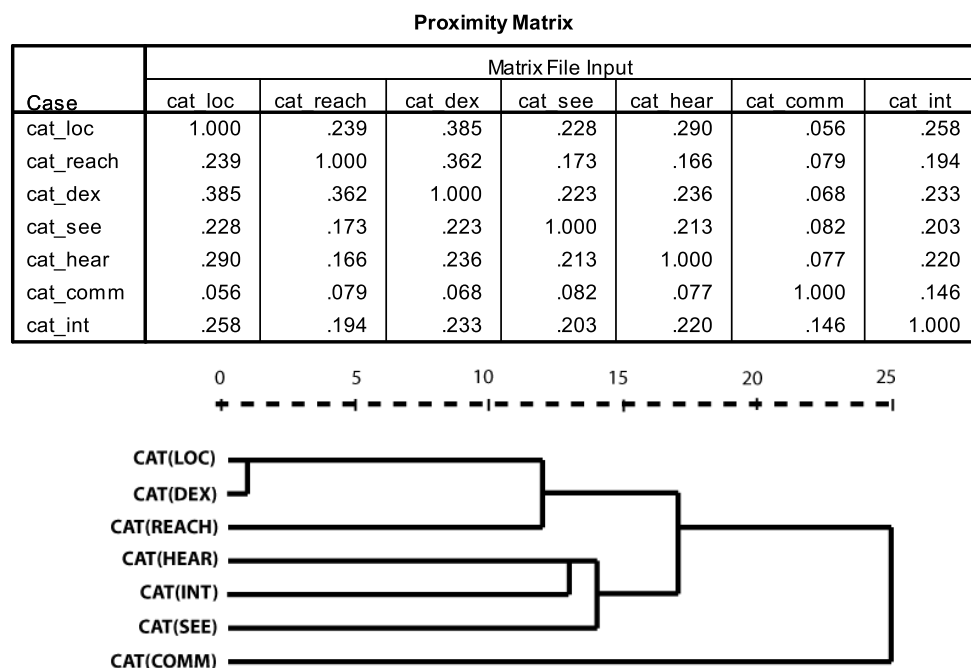 Proximity Matrix
Matrix File Input
Case cat_loc cat_reach cat_dex cat_see cat_hear cat_comm cat_int
cat_loc 1.000 .239 .385 .228 .290 .056 .258
cat_reach .239 1.000 .362 .173 .166 .079 .194
cat_dex .385 .362 1.000 .223 .236 .068 .233
cat_see .228 .173 .223 1.000 .213 .082 .203
cat_hear .290 .166 .236 .213 1.000 .077 .220
cat_comm .056 .079 .068 .082 .077 1.000 .146
cat_int .258 .194 .233 .203 .220 .146 1.000
0 5 10 15 20 25
CAT(LOC)
CAT(DEX)
CAT(REACH)
CAT(HEAR)
CAT(INT)
CAT(SEE)
CAT(COMM)